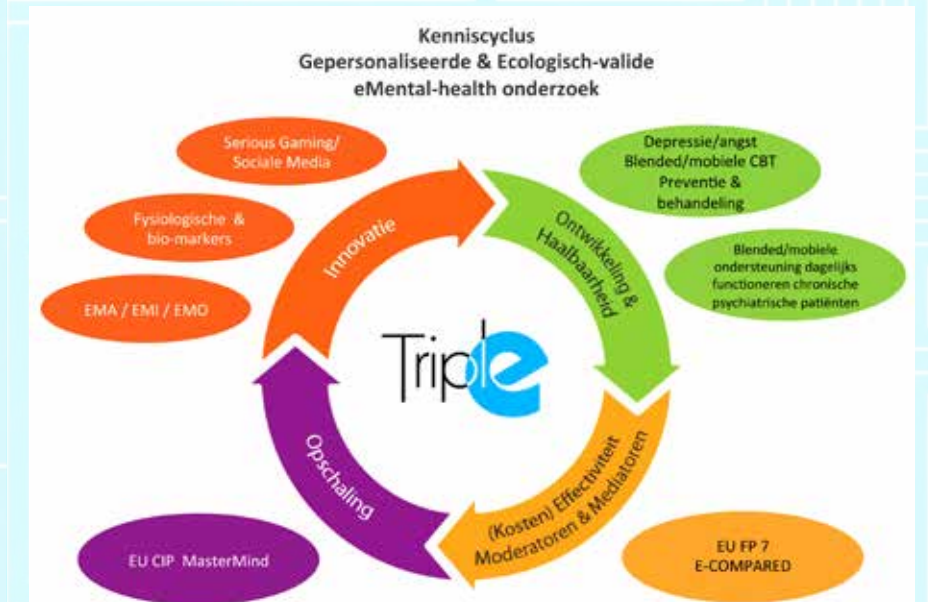 Kenniscyclus
Gepersonaliseerde & Ecologisch-valide
eMental-health onderzoek
Serious Gaming/
Sociale Media
Fysiologische &
bio-markers
EMA / EMI / EMO
Innovatie
Depressie/angst
Blended/mobiele CBT
Preventie &
behandeling
Blended/mobiele
ondersteuning dagelijks
functioneren chronische
psychiatrische patiënten
Ontwikkeling &
Haalbaarheid
Triple
Opschaling
(Kosten) Effectiviteit
Moderatoren & Mediatoren
EU CIP MasterMind
EU FP 7
E-COMPARED